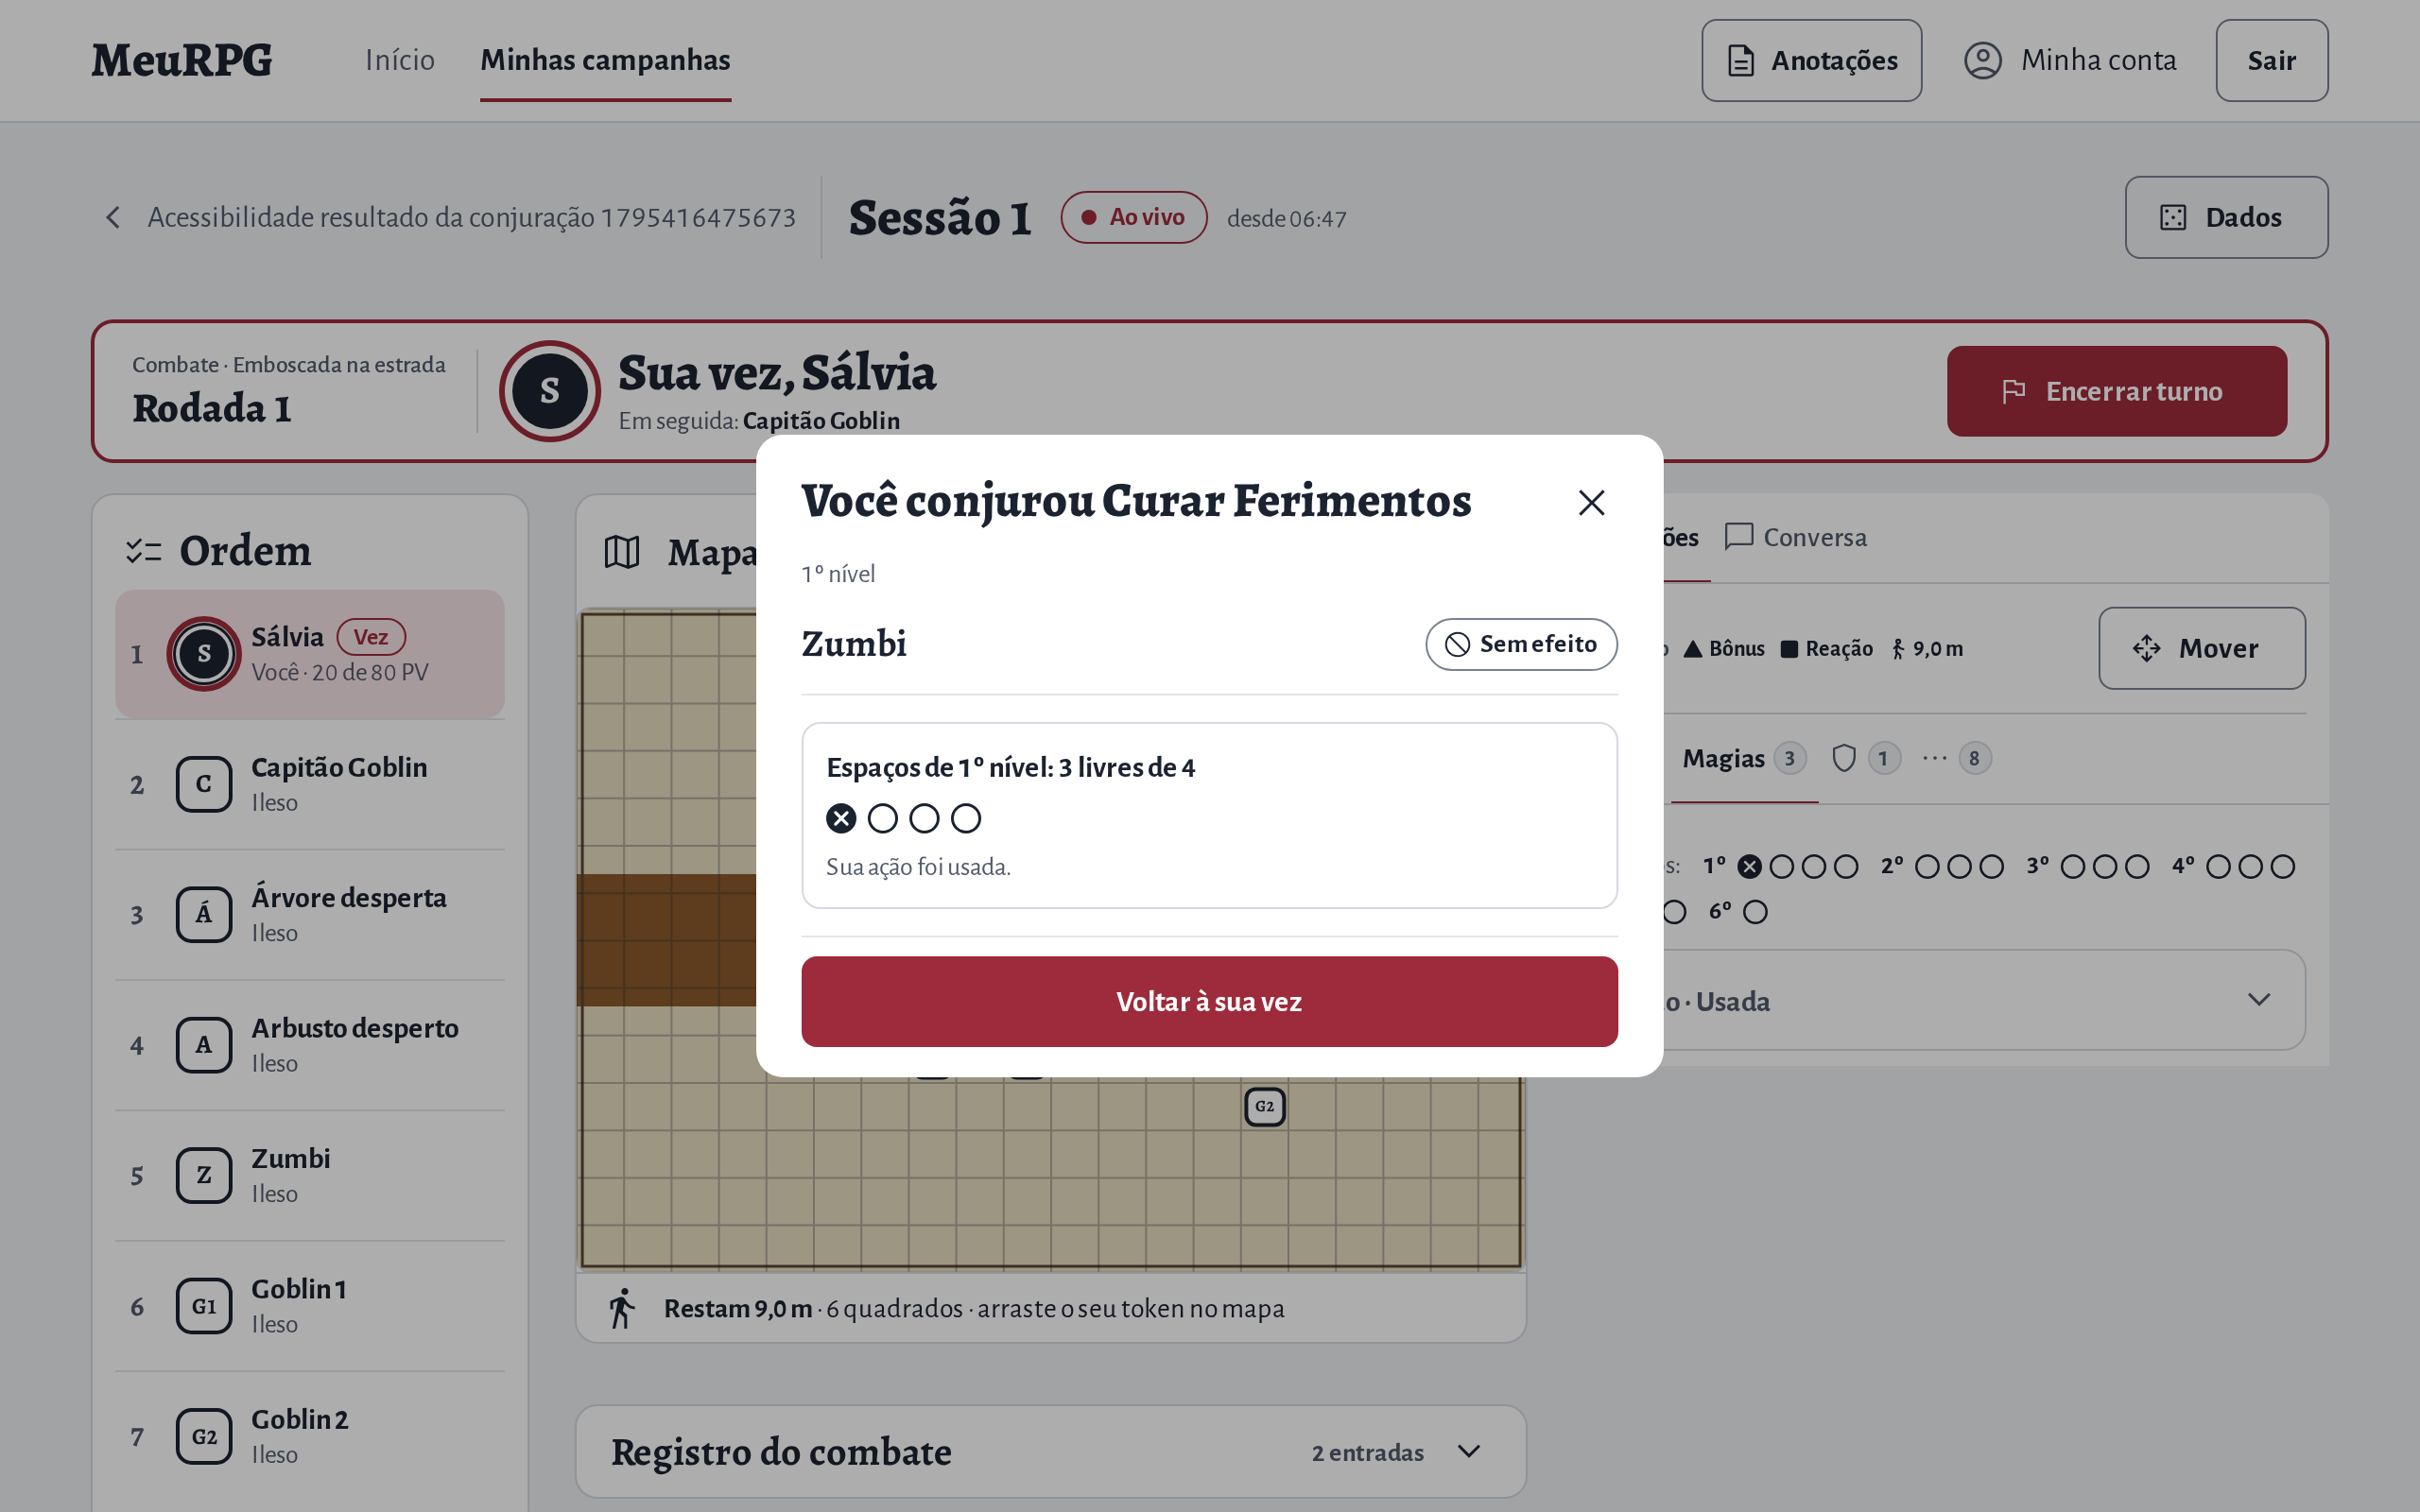 MeuRPG
Início
Minhas campanhas
Anotações
Minha conta
Sair
Acessibilidade resultado da conjuração 1795416475673
Sessão 1
Ao vivo
desde 06:47
Dados
Combate · Emboscada na estrada
Rodada 1
S
Sua vez, Sálvia
Em seguida: Capitão Goblin
Encerrar turno
Ordem
1
S
Sálvia
Vez
Você · 20 de 80 PV
2
C
Capitão Goblin
Ileso
3
Á
Árvore desperta
Ileso
4
A
Arbusto desperto
Ileso
5
Z
Zumbi
Ileso
6
G1
Goblin 1
Ileso
7
G2
Goblin 2
Ileso
Mapa
Você conjurou Curar Ferimentos
1º nível
Zumbi
Sem efeito
Espaços de 1º nível: 3 livres de 4
Sua ação foi usada.
Voltar à sua vez
G2
Restam 9,0 m · 6 quadrados · arraste o seu token no mapa
Registro do combate
2 entradas
ões
Conversa
Bônus
Reação
9,0 m
Mover
Magias 3
1
··· 8
s:
1º
2º
3º
4º
6º
o · Usada